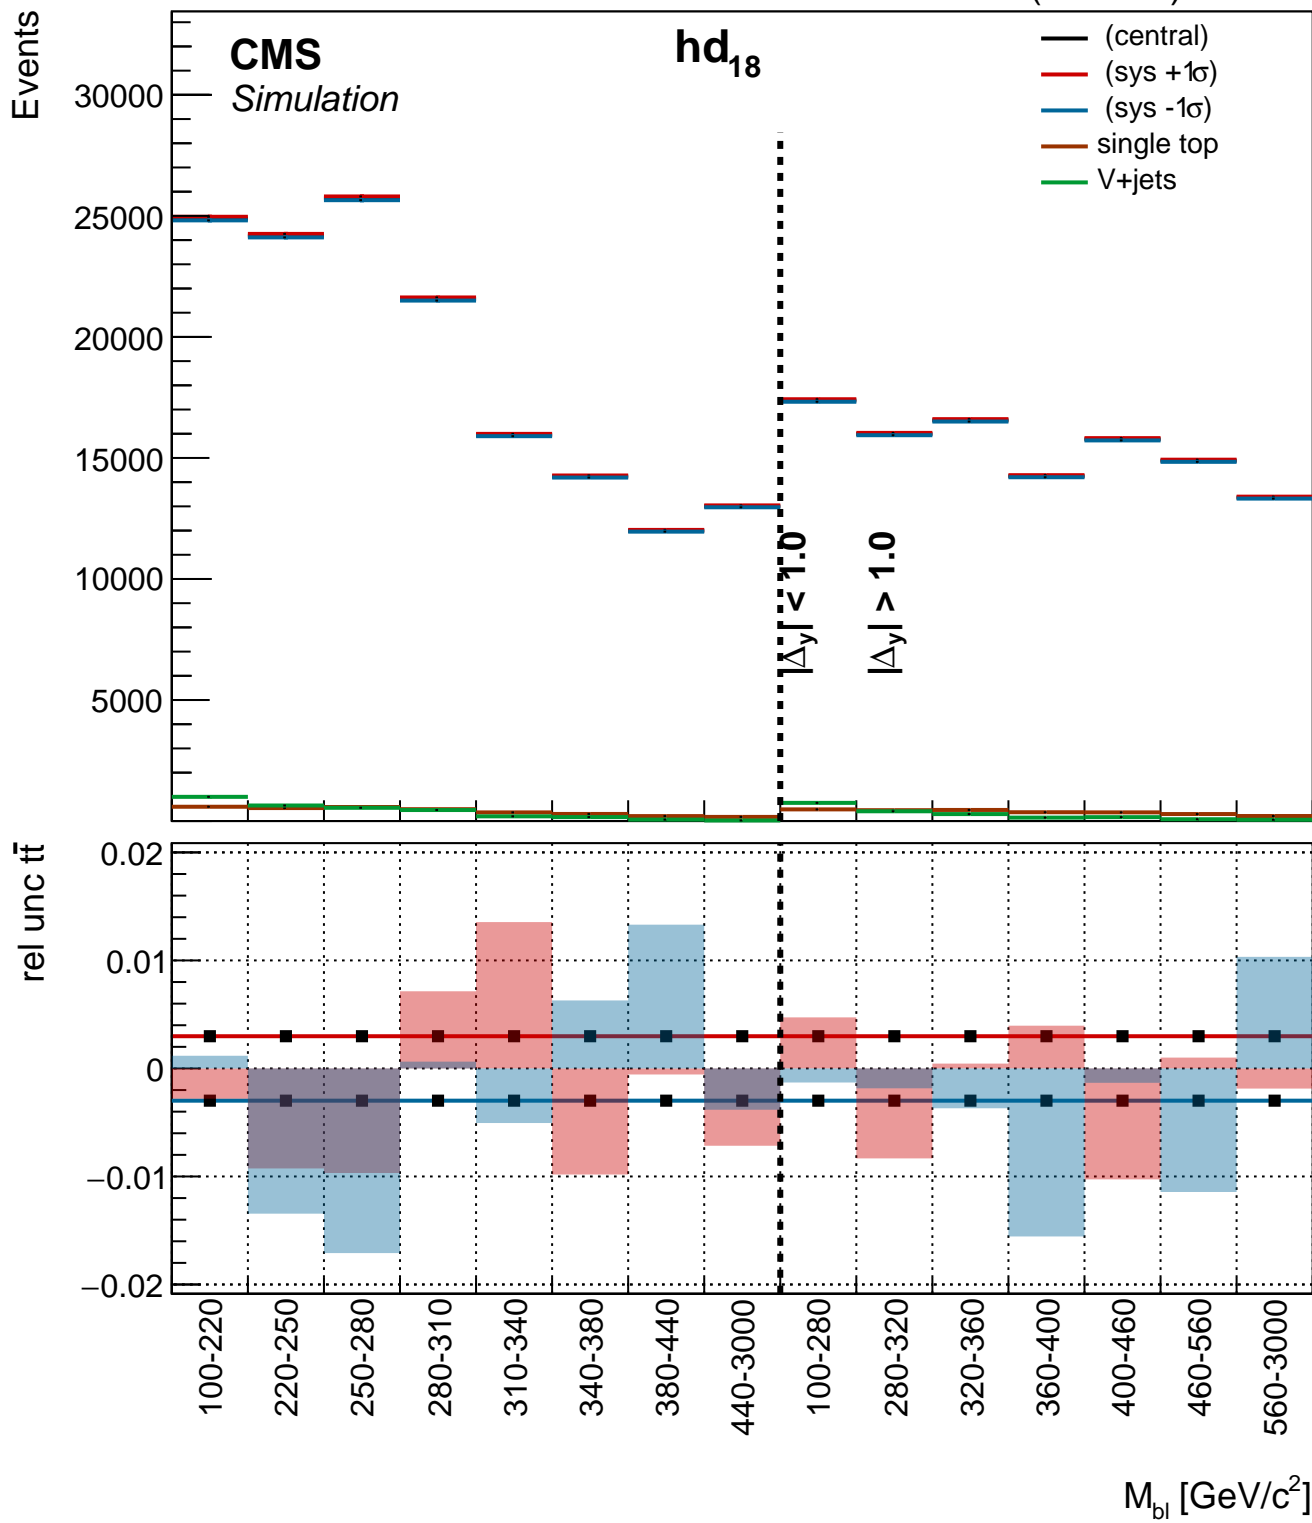 Events
CMS
Simulation
hd18
(central)
(sys +1σ)
(sys -1σ)
single top
V+jets
30000
25000
20000
15000
10000
5000
|Δy| < 1.0
|Δy| > 1.0
rel unc tt̄
0.02
0.01
0
−0.01
−0.02
100-220
220-250
250-280
280-310
310-340
340-380
380-440
440-3000
100-280
280-320
320-360
360-400
400-460
460-560
560-3000
Mbl [GeV/c²]